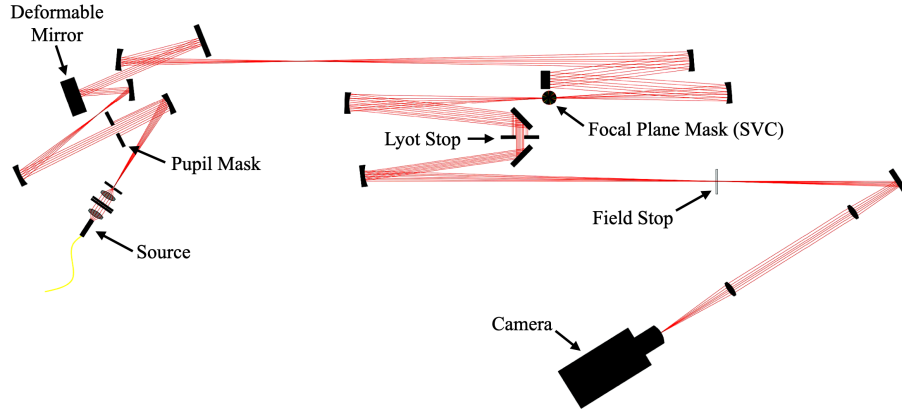 Deformable
Mirror
Focal Plane Mask (SVC)
Lyot Stop
Pupil Mask
Field Stop
Source
Camera